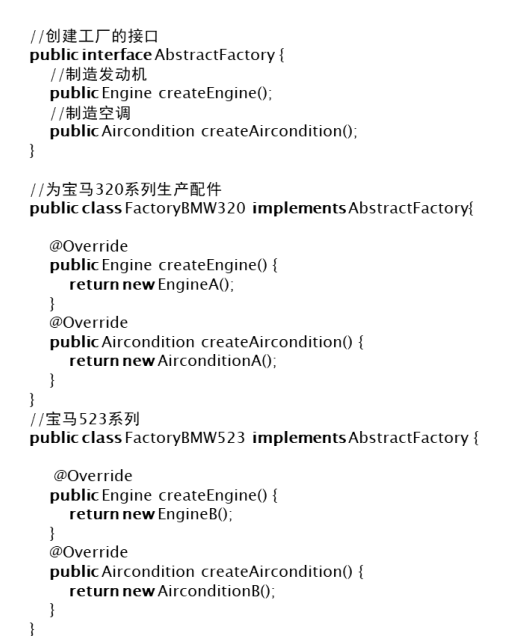 //创建工厂的接口
public interface AbstractFactory {
//制造发动机
public Engine createEngine();
//制造空调
public Aircondition createAircondition();
}
//为宝马320系列生产配件
public class FactoryBMW320 implements AbstractFactory{
@Override
public Engine createEngine() {
return new EngineA();
}
@Override
public Aircondition createAircondition() {
return new AirconditionA();
}
}
//宝马523系列
public class FactoryBMW523 implements AbstractFactory {
@Override
public Engine createEngine() {
return new EngineB();
}
@Override
public Aircondition createAircondition() {
return new AirconditionB();
}
}